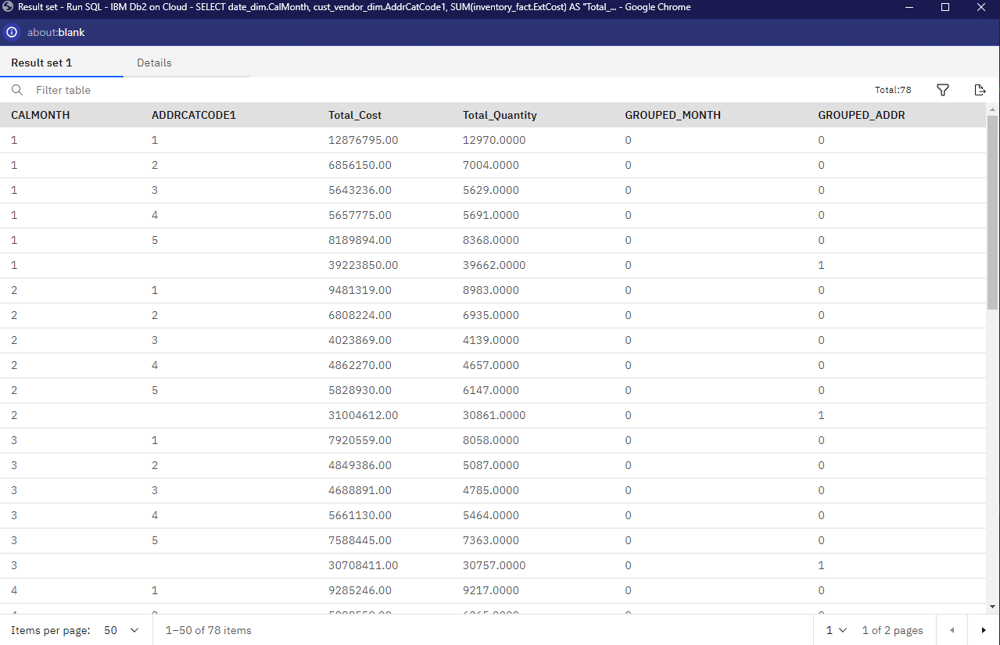 Result set - Run SQL - IBM Db2 on Cloud - SELECT date_dim.CalMonth, cust_vendor_dim.AddrCatCode1, SUM(inventory_fact.ExtCost) AS "Total_... - Google Chrome
about:blank
Result set 1 Details
Filter table Total:78
CALMONTH ADDRCATCODE1 Total_Cost Total_Quantity GROUPED_MONTH GROUPED_ADDR
1 1 12876795.00 12970.0000 0 0
1 2 6856150.00 7004.0000 0 0
1 3 5643236.00 5629.0000 0 0
1 4 5657775.00 5691.0000 0 0
1 5 8189894.00 8368.0000 0 0
1 39223850.00 39662.0000 0 1
2 1 9481319.00 8983.0000 0 0
2 2 6808224.00 6935.0000 0 0
2 3 4023869.00 4139.0000 0 0
2 4 4862270.00 4657.0000 0 0
2 5 5828930.00 6147.0000 0 0
2 31004612.00 30861.0000 0 1
3 1 7920559.00 8058.0000 0 0
3 2 4849386.00 5087.0000 0 0
3 3 4688891.00 4785.0000 0 0
3 4 5661130.00 5464.0000 0 0
3 5 7588445.00 7363.0000 0 0
3 30708411.00 30757.0000 0 1
4 1 9285246.00 9217.0000 0 0
Items per page: 50 1–50 of 78 items 1 1 of 2 pages